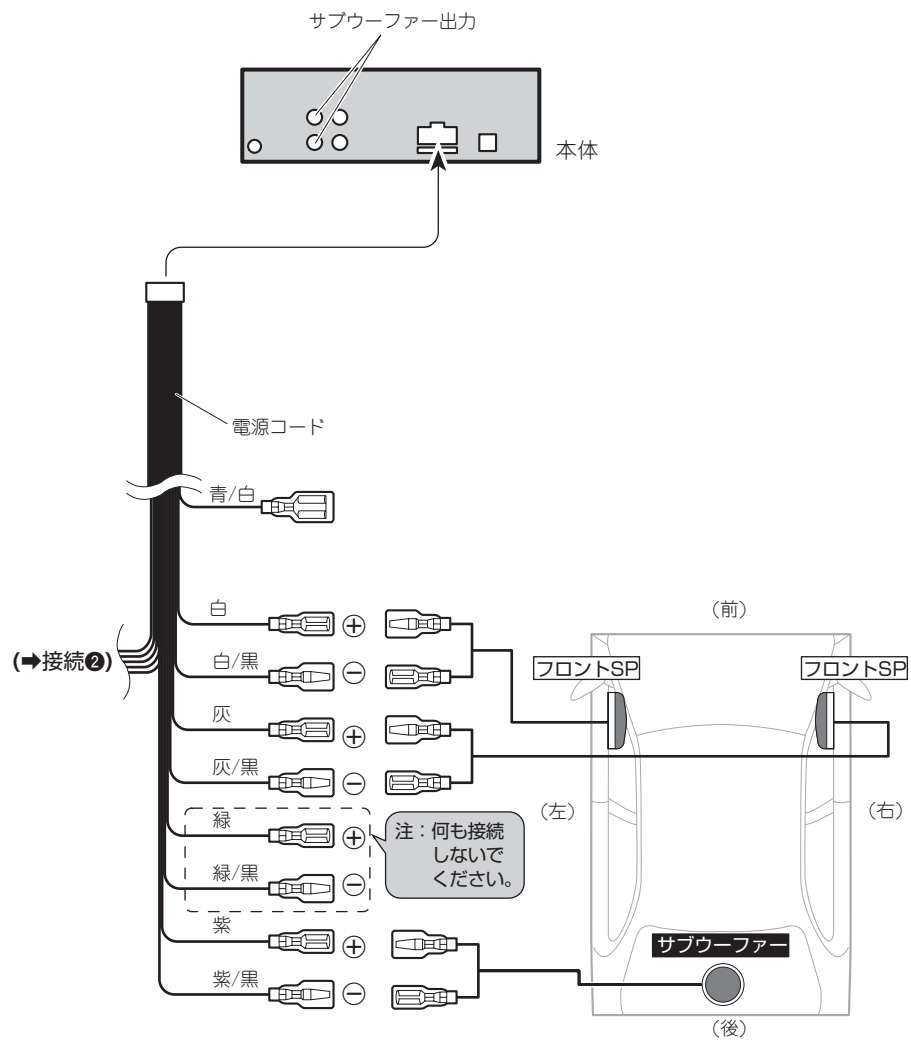 サブウーファー出力
本体
電源コード
青/白
白
⊕
(➡接続❷)
白/黒
⊖
灰
⊕
灰/黒
⊖
緑
⊕
緑/黒
⊖
注：何も接続
しないで
ください。
紫
⊕
紫/黒
⊖
（前）
フロントSP
フロントSP
（左）
（右）
サブウーファー
（後）